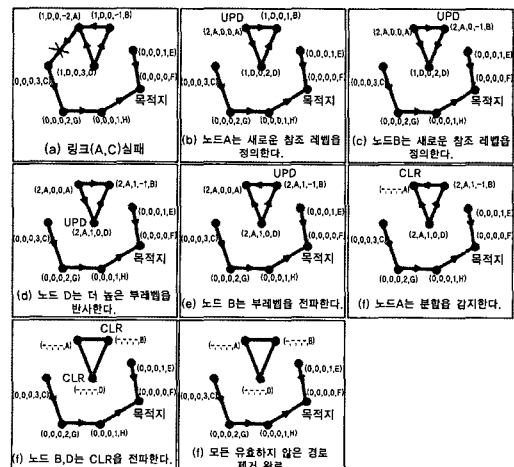 (1,D,0,-2,A)
(1,D,0,-1,B)
(0,0,0,1,E)
(0,0,0,3,C)
(1,D,0,3,D)
(0,0,0,0,F)
목적지
(0,0,0,2,G)
(0,0,0,1,H)
(a) 링크(A,C)실패
UPD
(1,D,0,1,B)
(2,A,0,0,A)
(0,0,0,1,E)
(0,0,0,3,C)
(1,D,0,2,D)
(0,0,0,0,F)
목적지
(0,0,0,2,G)
(0,0,0,1,H)
(b) 노드A는 새로운 참조 레벨을
정의한다.
UPD
(2,A,0,0,A)
(2,A,0,-1,B)
(0,0,0,1,E)
(0,0,0,3,C)
(1,D,0,2,D)
(0,0,0,0,F)
목적지
(0,0,0,2,G)
(0,0,0,1,H)
(c) 노드B는 새로운 참조 레벨을
정의한다.
(2,A,0,0,A)
(2,A,1,-1,B)
(0,0,0,1,E)
(0,0,0,3,C)
UPD
(2,A,1,0,D)
(0,0,0,0,F)
목적지
(0,0,0,2,G)
(0,0,0,1,H)
(d) 노드 D는 더 높은 부레벨을
반사한다.
UPD
(2,A,0,0,A)
(2,A,1,-1,B)
(0,0,0,1,E)
(0,0,0,3,C)
(2,A,1,0,D)
(0,0,0,0,F)
목적지
(0,0,0,2,G)
(0,0,0,1,H)
(e) 노드 B는 부레벨을 전파한다.
CLR
(-,-,-,-,A)
(2,A,1,-1,B)
(0,0,0,1,E)
(0,0,0,3,C)
(2,A,1,0,D)
(0,0,0,0,F)
목적지
(0,0,0,2,G)
(0,0,0,1,H)
(f) 노드A는 분할을 감지한다.
CLR
(-,-,-,-,A)
(-,-,-,-,B)
(0,0,0,1,E)
(0,0,0,3,C)
CLR
(-,-,-,-,D)
(0,0,0,0,F)
목적지
(0,0,0,2,G)
(0,0,0,1,H)
(f) 노드 B,D는 CLR을 전파한다.
(-,-,-,-,A)
(-,-,-,-,B)
(0,0,0,1,E)
(0,0,0,3,C)
(-,-,-,-,D)
(0,0,0,0,F)
목적지
(0,0,0,2,G)
(0,0,0,1,H)
(f) 모든 유효하지 않은 경로
제거 완료